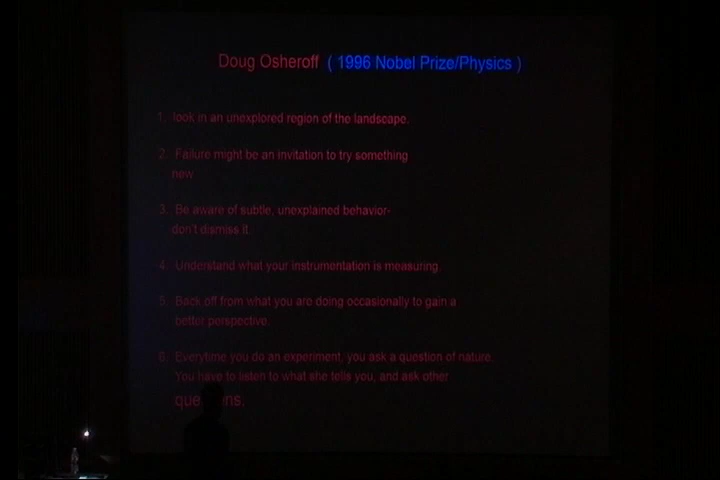 Doug Osheroff ( 1996 Nobel Prize/Physics )
1. look in an unexplored region of the landscape.
2. Failure might be an invitation to try something
new
3. Be aware of subtle, unexplained behavior-
don't dismiss it
4. Understand what your instrumentation is measuring.
5. Back off from what you are doing occasionally to gain a
better perspective.
6. Everytime you do an experiment, you ask a question of nature.
You have to listen to what she tells you, and ask other